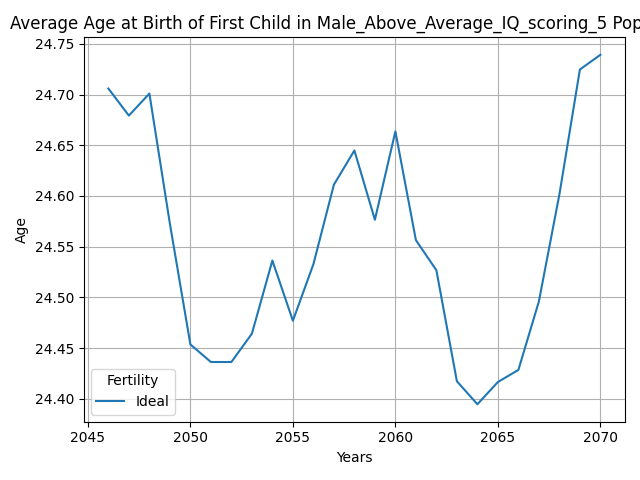 Average Age at Birth of First Child in Male_Above_Average_IQ_scoring_5 Pop
24.75
24.70
24.65
24.60
24.55
24.50
24.45
24.40
Age
Fertility
Ideal
2045 2050 2055 2060 2065 2070
Years